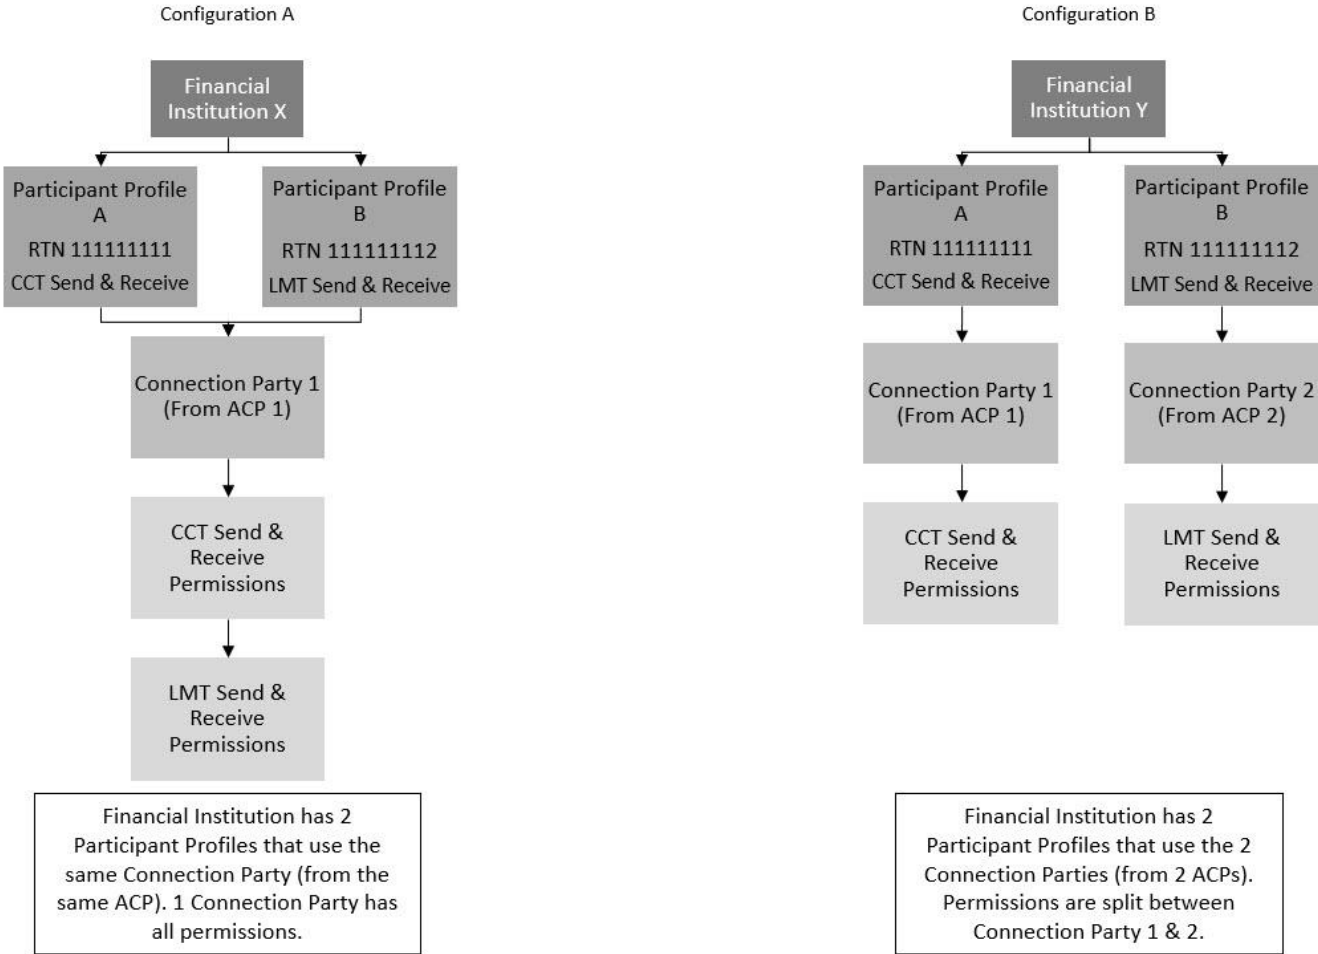 Configuration A
Financial
Institution X
Participant Profile
A
RTN 111111111
CCT Send & Receive
Participant Profile
B
RTN 111111112
LMT Send & Receive
Connection Party 1
(From ACP 1)
CCT Send &
Receive
Permissions
LMT Send &
Receive
Permissions
Financial Institution has 2
Participant Profiles that use the
same Connection Party (from the
same ACP). 1 Connection Party has
all permissions.
Configuration B
Financial
Institution Y
Participant Profile
A
RTN 111111111
CCT Send & Receive
Participant Profile
B
RTN 111111112
LMT Send & Receive
Connection Party 1
(From ACP 1)
Connection Party 2
(From ACP 2)
CCT Send &
Receive
Permissions
LMT Send &
Receive
Permissions
Financial Institution has 2
Participant Profiles that use the 2
Connection Parties (from 2 ACPs).
Permissions are split between
Connection Party 1 & 2.